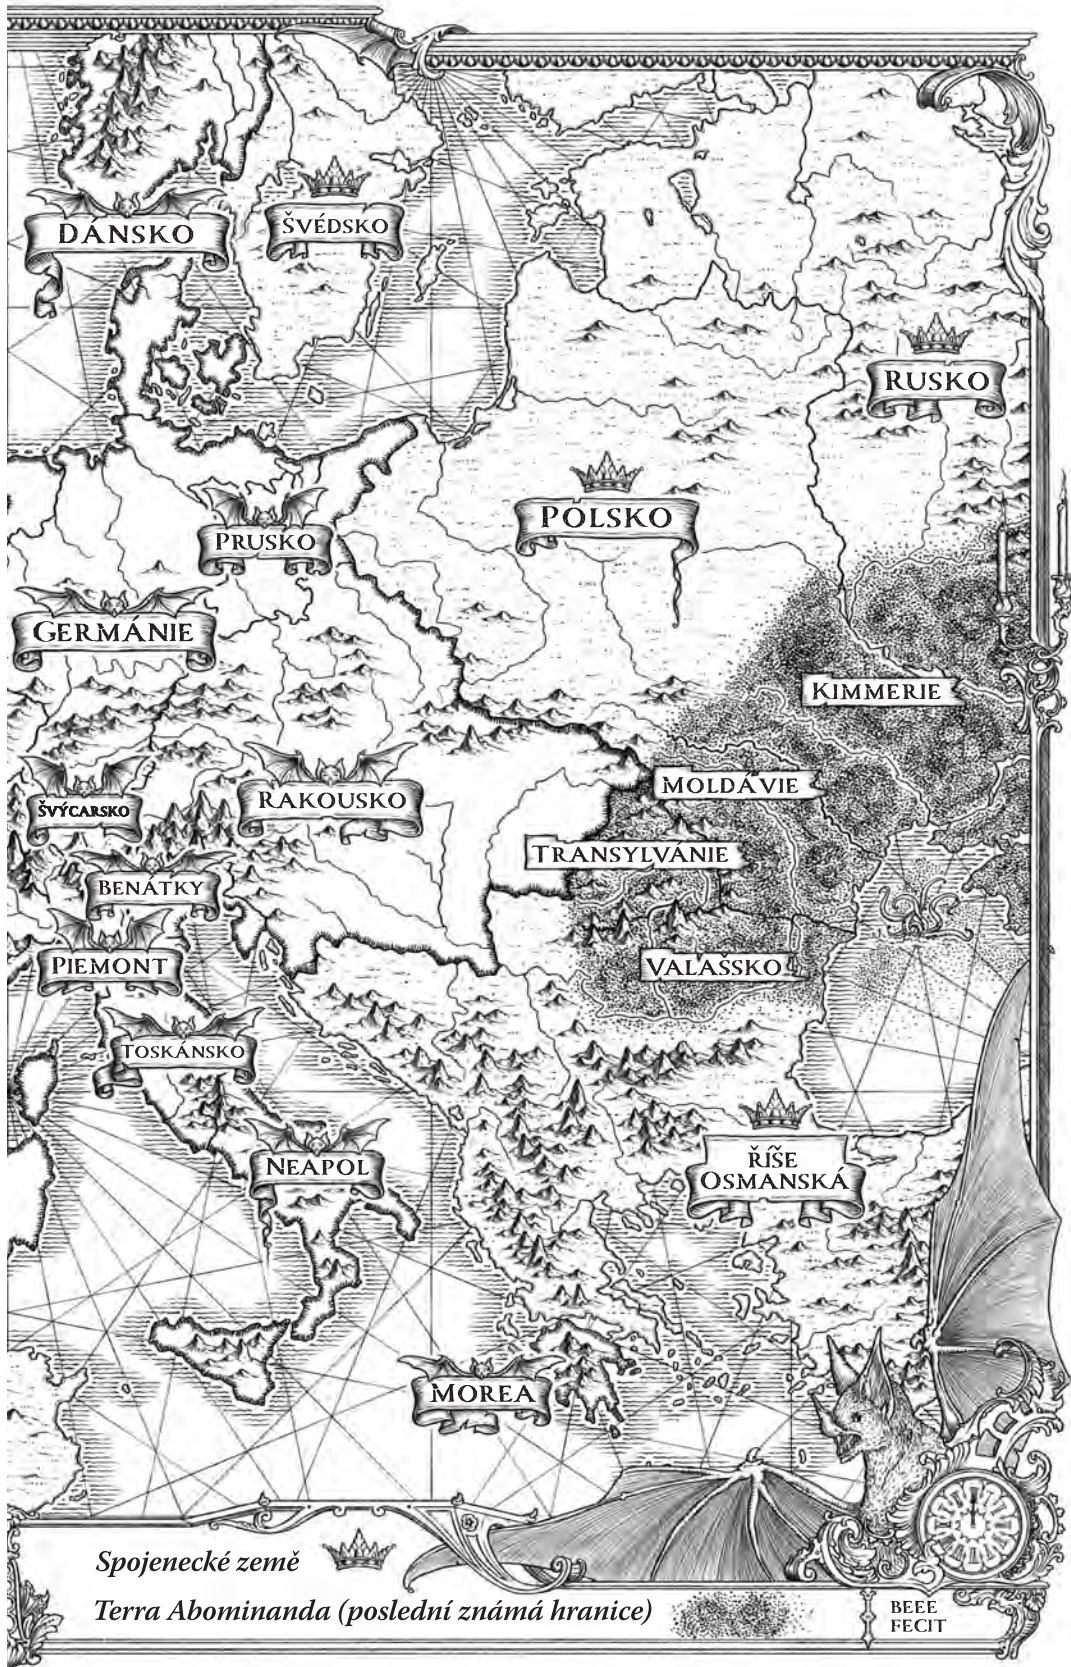 DÁNSKO
ŠVÉDSKO
RUSKO
POLSKO
PRUSKO
GERMÁNIE
KIMMERIE
MOLDÁVIE
RAKOUSKO
ŠVÝCARSKO
TRANSYLVÁNIE
BENÁTKY
PIEMONT
VALAŠSKO
TOSKÁNSKO
NEAPOL
ŘÍŠE
OSMANSKÁ
MOREA
Spojenecké země
Terra Abominanda (poslední známá hranice)
BEEE
FECIT